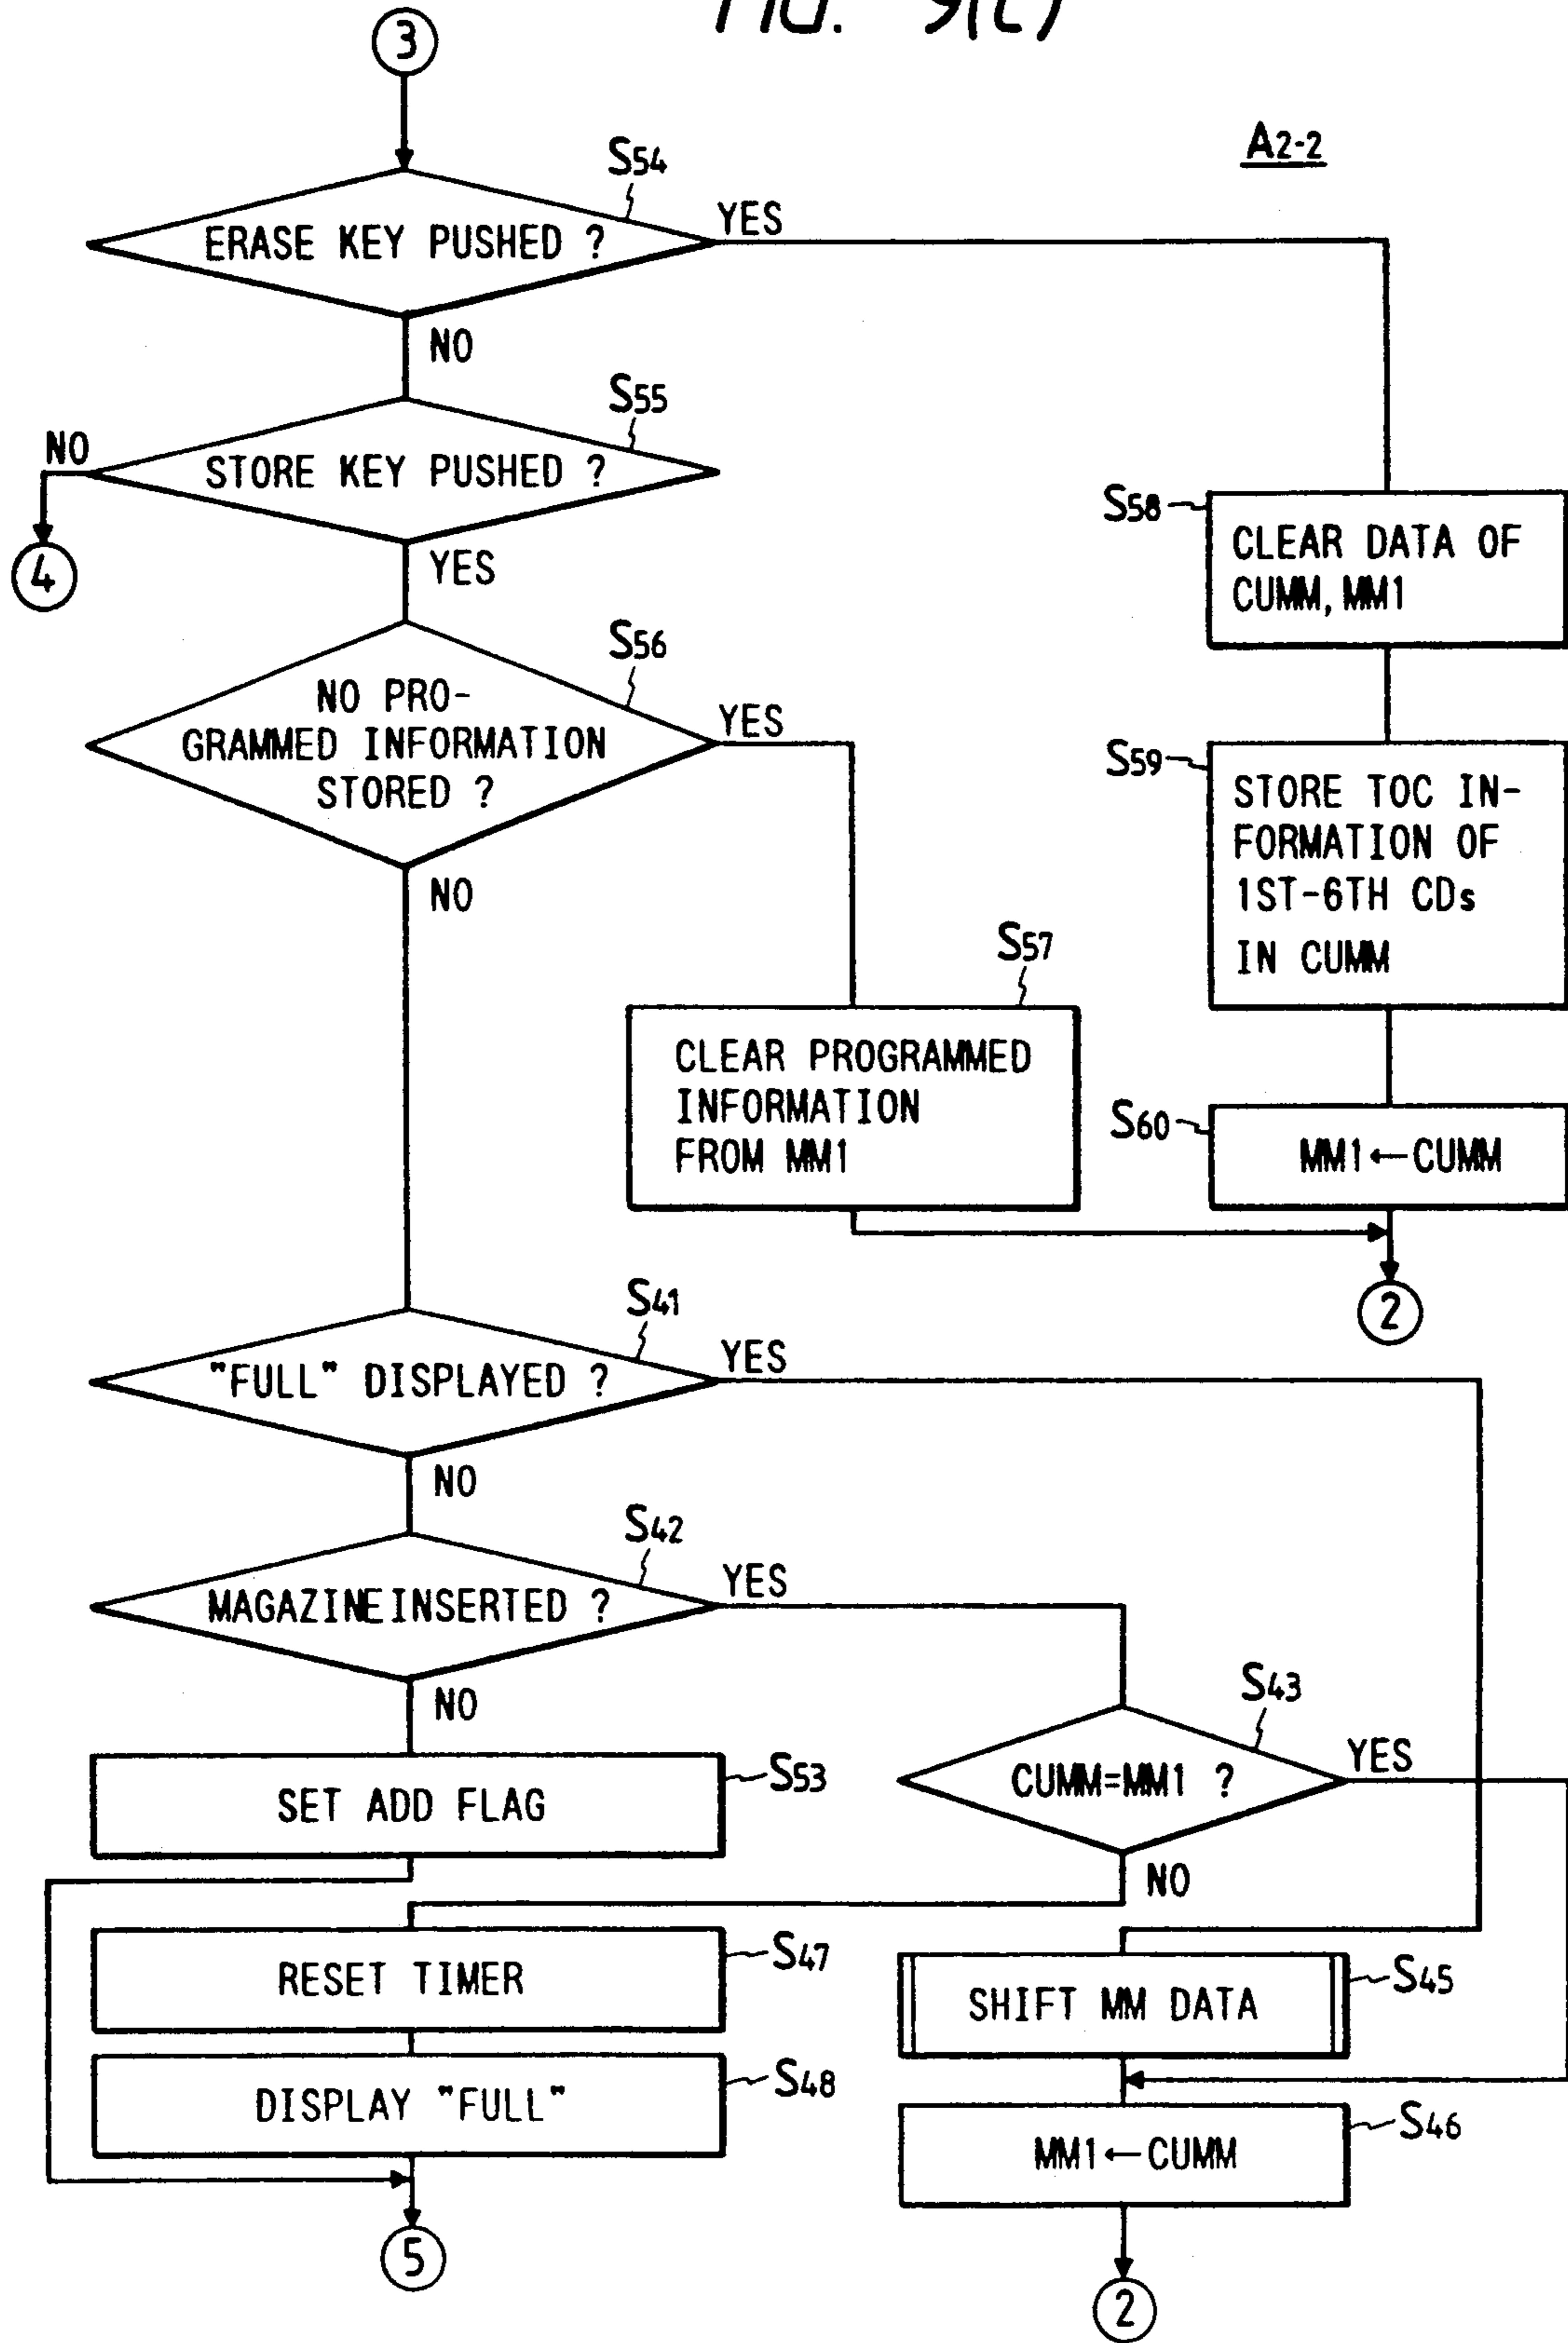 FIG. 9(C)
3
A2-2
S54
ERASE KEY PUSHED ?
YES
NO
S55
STORE KEY PUSHED ?
NO
4
YES
S58
CLEAR DATA OF
CUMM, MM1
S56
NO PRO-
GRAMMED INFORMATION
STORED ?
YES
NO
S59
STORE TOC IN-
FORMATION OF
1ST-6TH CDs
IN CUMM
S57
CLEAR PROGRAMMED
INFORMATION
FROM MM1
S60
MM1←CUMM
2
S41
"FULL" DISPLAYED ?
YES
NO
S42
MAGAZINE INSERTED ?
YES
NO
S43
CUMM=MM1 ?
YES
NO
S53
SET ADD FLAG
S47
RESET TIMER
S45
SHIFT MM DATA
S48
DISPLAY "FULL"
S46
MM1←CUMM
5
2